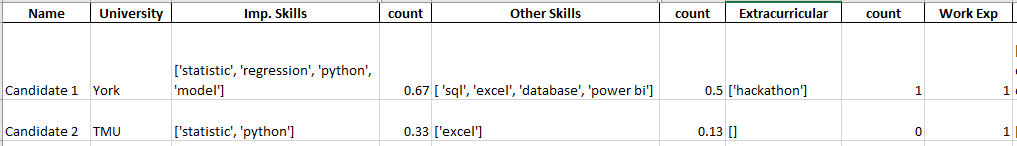 Name University Imp. Skills count Other Skills count Extracurricular count Work Exp
['statistic', 'regression', 'python',
Candidate 1 York 'model'] 0.67 [ 'sql', 'excel', 'database', 'power bi'] 0.5 ['hackathon'] 1 1
Candidate 2 TMU ['statistic', 'python'] 0.33 ['excel'] 0.13 [] 0 1